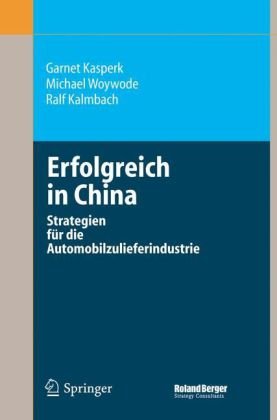 Garnet Kasperk
Michael Woywode
Ralf Kalmbach
Erfolgreich
in China
Strategien
für die
Automobilzulieferindustrie
Springer
Roland Berger
Strategy Consultants